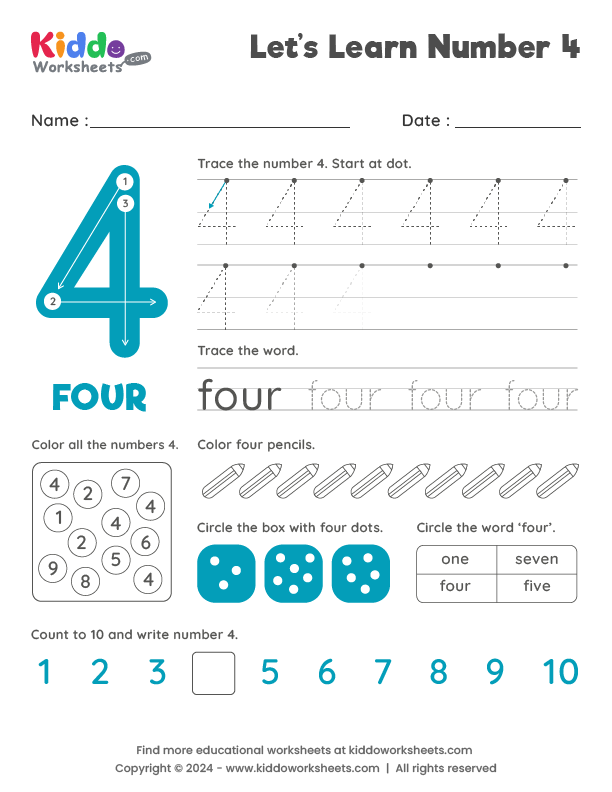 Kiddo
Worksheets .com
Let's Learn Number 4
Name : Date :
Trace the number 4. Start at dot.
1
3
2
4 4 4 4 4 4
4 4 4
Trace the word.
FOUR
four four four four
Color all the numbers 4.
4 2 7
1 4 4
2 6
9 5
8 4
Color four pencils.
Circle the box with four dots.
Circle the word ‘four’.
one seven
four five
Count to 10 and write number 4.
1 2 3 5 6 7 8 9 10
Find more educational worksheets at kiddoworksheets.com
Copyright © 2024 - www.kiddoworksheets.com | All rights reserved